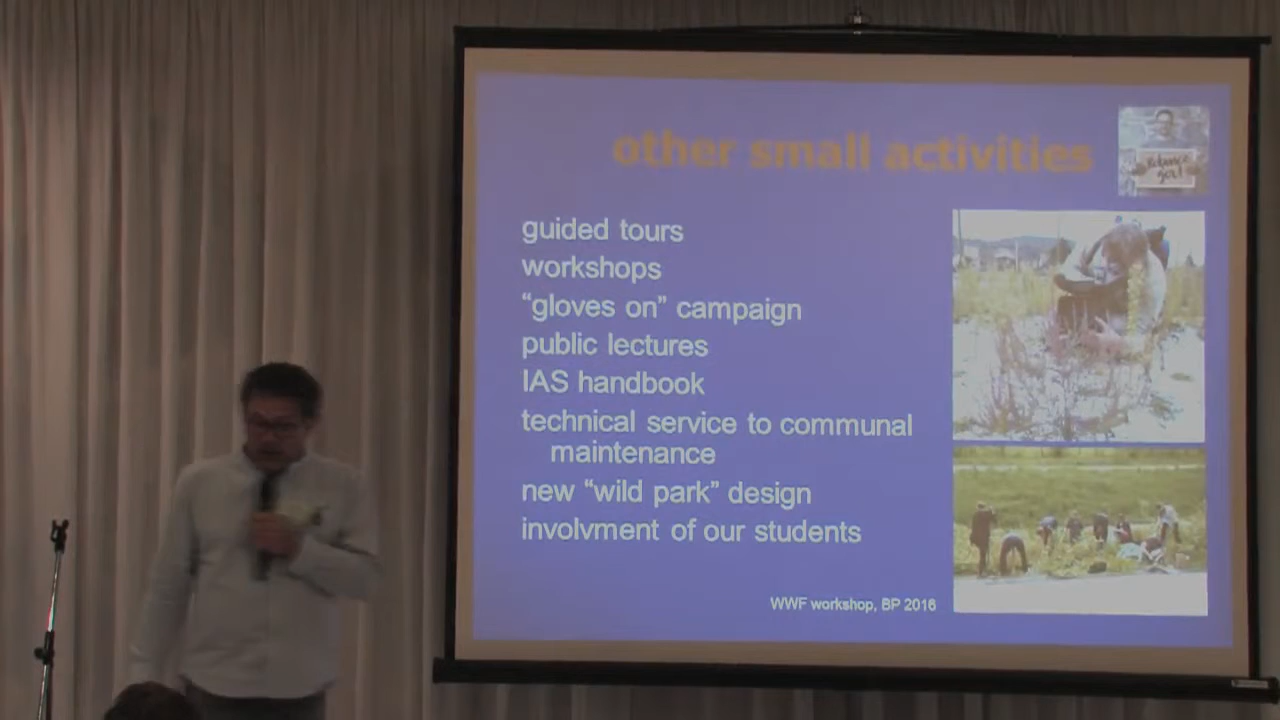 other small activities
guided tours
workshops
“gloves on” campaign
public lectures
IAS handbook
technical service to communal
maintenance
new “wild park” design
involvment of our students
WWF workshop, BP 2016